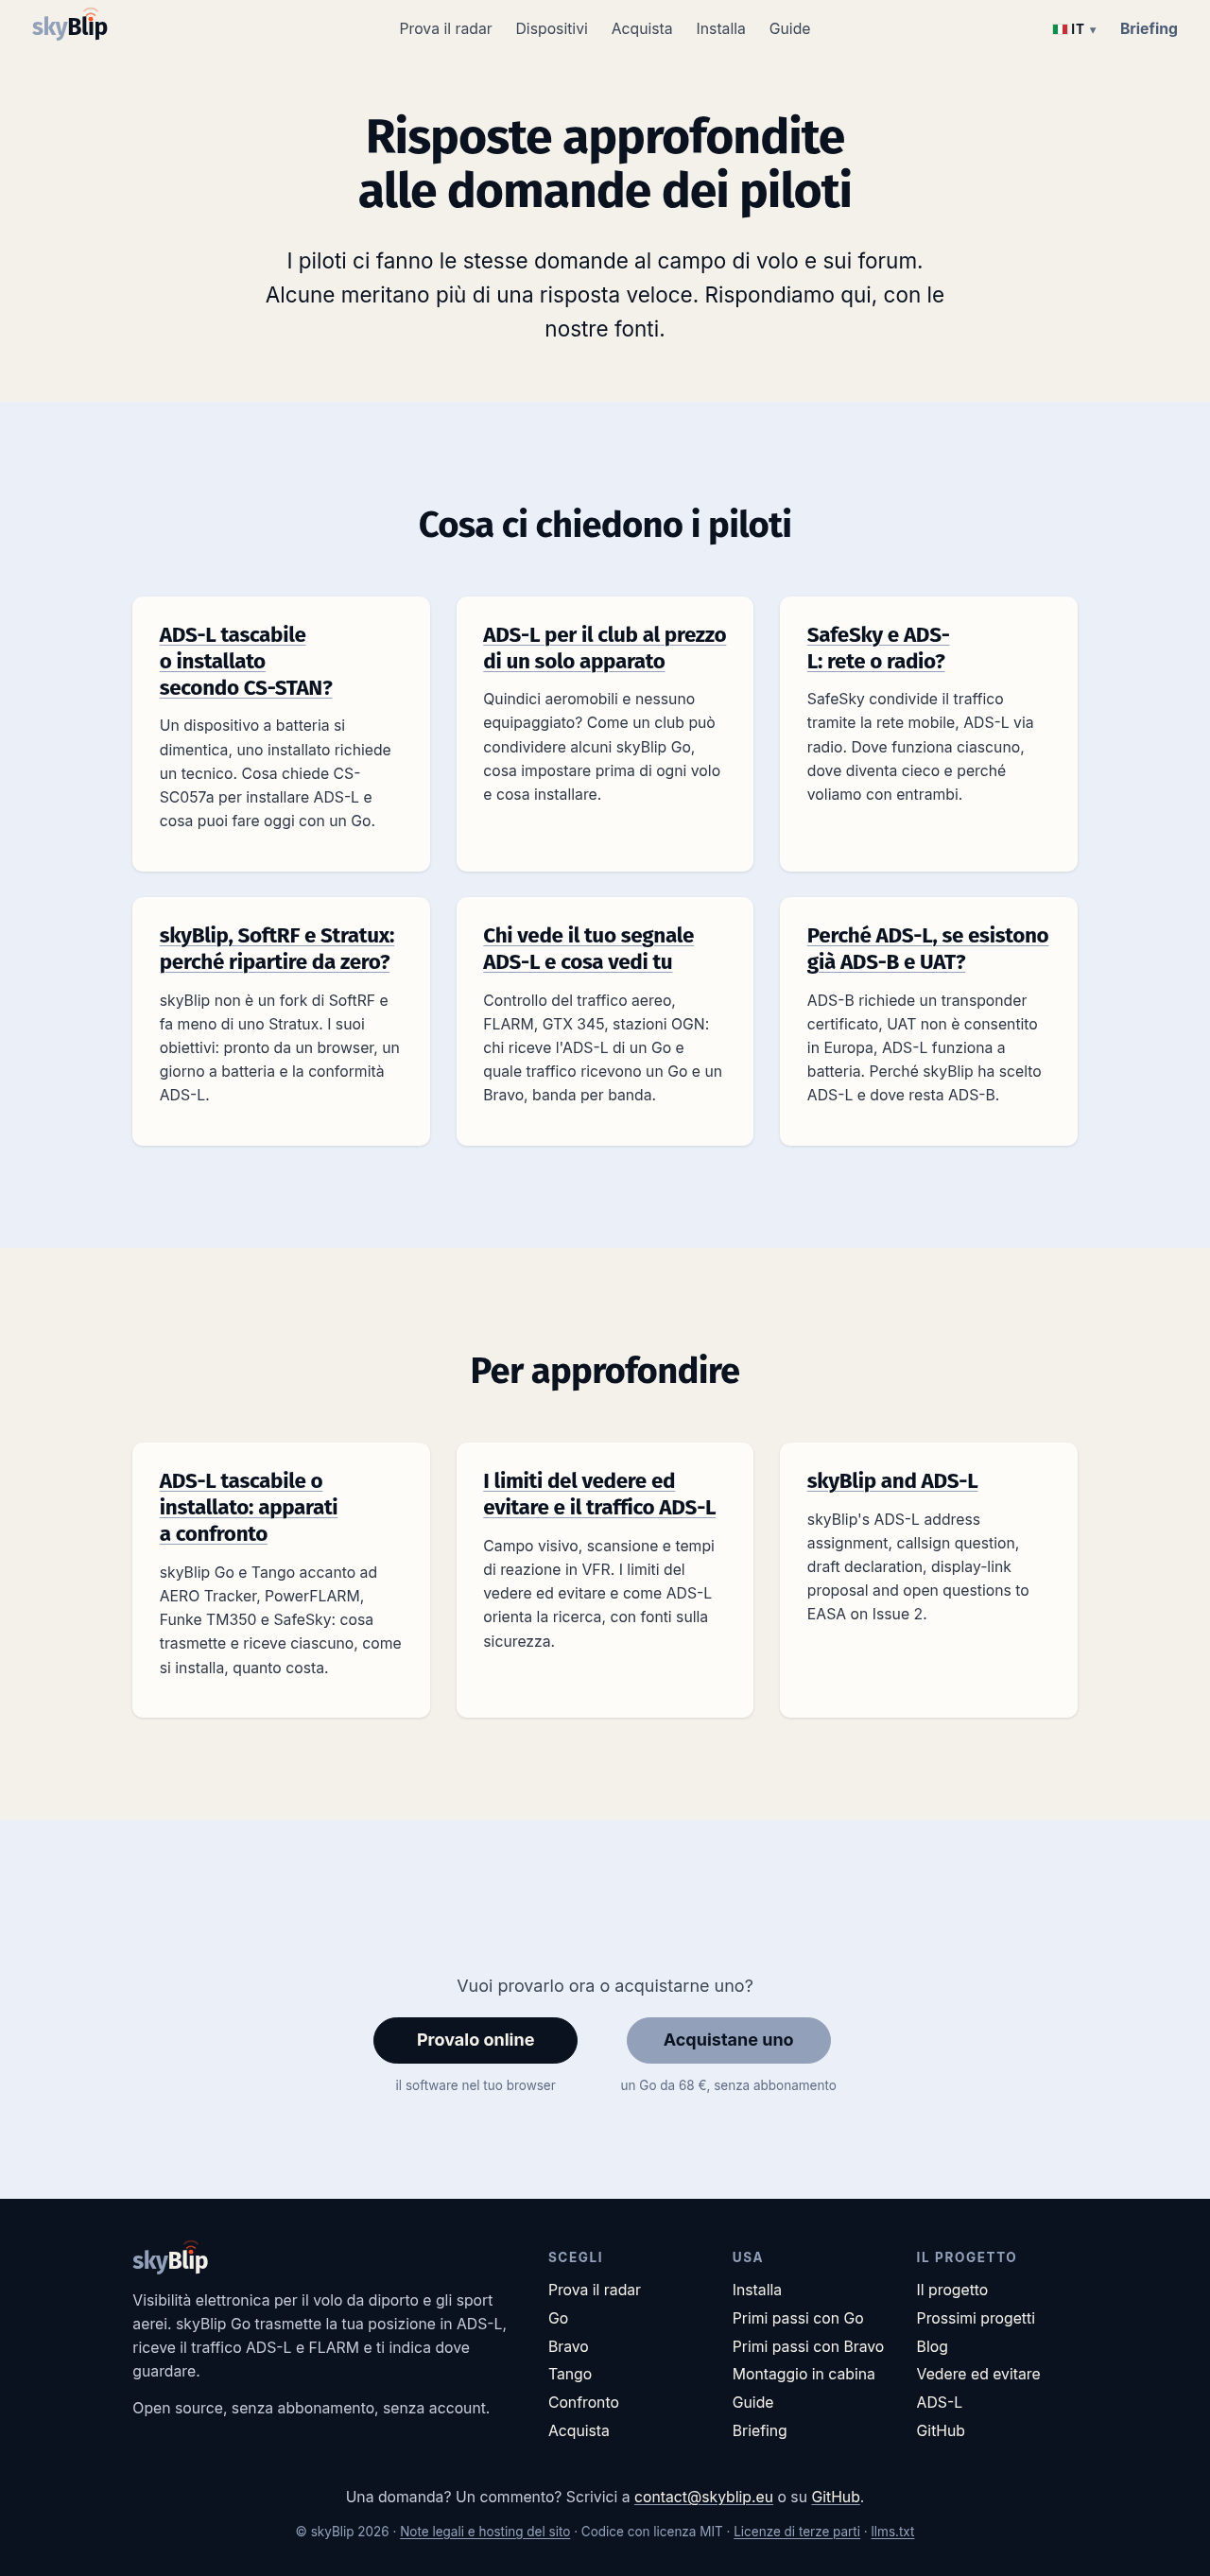 skyBlip
Prova il radar
Dispositivi
Acquista
Installa
Guide
IT ▾
Briefing
Risposte approfondite
alle domande dei piloti
I piloti ci fanno le stesse domande al campo di volo e sui forum.
Alcune meritano più di una risposta veloce. Rispondiamo qui, con le
nostre fonti.
Cosa ci chiedono i piloti
ADS-L tascabile
o installato
secondo CS-STAN?
Un dispositivo a batteria si
dimentica, uno installato richiede
un tecnico. Cosa chiede CS-
SC057a per installare ADS-L e
cosa puoi fare oggi con un Go.
ADS-L per il club al prezzo
di un solo apparato
Quindici aeromobili e nessuno
equipaggiato? Come un club può
condividere alcuni skyBlip Go,
cosa impostare prima di ogni volo
e cosa installare.
SafeSky e ADS-
L: rete o radio?
SafeSky condivide il traffico
tramite la rete mobile, ADS-L via
radio. Dove funziona ciascuno,
dove diventa cieco e perché
voliamo con entrambi.
skyBlip, SoftRF e Stratux:
perché ripartire da zero?
skyBlip non è un fork di SoftRF e
fa meno di uno Stratux. I suoi
obiettivi: pronto da un browser, un
giorno a batteria e la conformità
ADS-L.
Chi vede il tuo segnale
ADS-L e cosa vedi tu
Controllo del traffico aereo,
FLARM, GTX 345, stazioni OGN:
chi riceve l'ADS-L di un Go e
quale traffico ricevono un Go e un
Bravo, banda per banda.
Perché ADS-L, se esistono
già ADS-B e UAT?
ADS-B richiede un transponder
certificato, UAT non è consentito
in Europa, ADS-L funziona a
batteria. Perché skyBlip ha scelto
ADS-L e dove resta ADS-B.
Per approfondire
ADS-L tascabile o
installato: apparati
a confronto
skyBlip Go e Tango accanto ad
AERO Tracker, PowerFLARM,
Funke TM350 e SafeSky: cosa
trasmette e riceve ciascuno, come
si installa, quanto costa.
I limiti del vedere ed
evitare e il traffico ADS-L
Campo visivo, scansione e tempi
di reazione in VFR. I limiti del
vedere ed evitare e come ADS-L
orienta la ricerca, con fonti sulla
sicurezza.
skyBlip and ADS-L
skyBlip's ADS-L address
assignment, callsign question,
draft declaration, display-link
proposal and open questions to
EASA on Issue 2.
Vuoi provarlo ora o acquistarne uno?
Provalo online
il software nel tuo browser
Acquistane uno
un Go da 68 €, senza abbonamento
skyBlip
Visibilità elettronica per il volo da diporto e gli sport
aerei. skyBlip Go trasmette la tua posizione in ADS-L,
riceve il traffico ADS-L e FLARM e ti indica dove
guardare.
Open source, senza abbonamento, senza account.
SCEGLI
Prova il radar
Go
Bravo
Tango
Confronto
Acquista
USA
Installa
Primi passi con Go
Primi passi con Bravo
Montaggio in cabina
Guide
Briefing
IL PROGETTO
Il progetto
Prossimi progetti
Blog
Vedere ed evitare
ADS-L
GitHub
Una domanda? Un commento? Scrivici a contact@skyblip.eu o su GitHub.
© skyBlip 2026 · Note legali e hosting del sito · Codice con licenza MIT · Licenze di terze parti · llms.txt